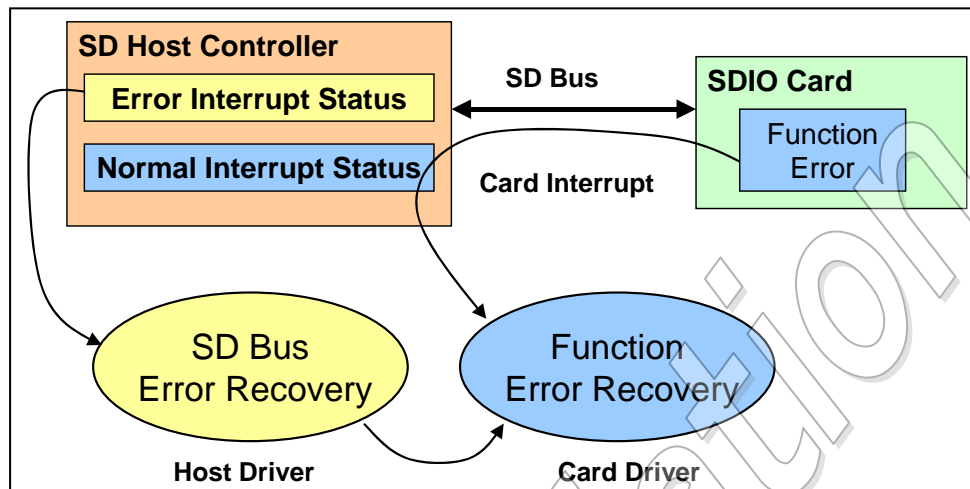 SD Host Controller
Error Interrupt Status
Normal Interrupt Status
SD Bus
Card Interrupt
SDIO Card
Function
Error
SD Bus
Error Recovery
Function
Error Recovery
Host Driver
Card Driver